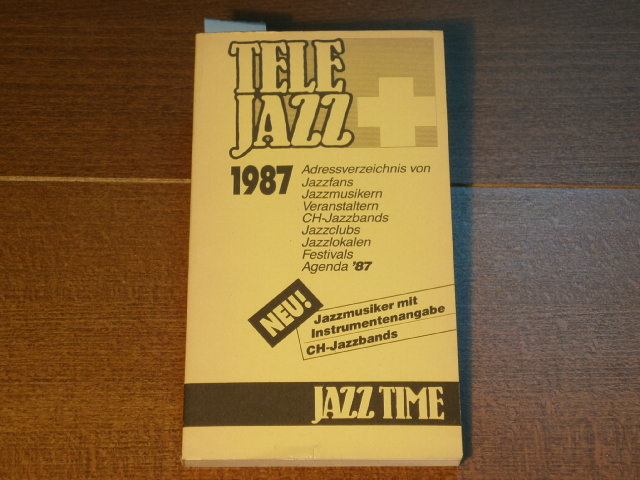 TELE
JAZZ
1987
Adressverzeichnis von
Jazzfans
Jazzmusikern
Veranstaltern
CH-Jazzbands
Jazzclubs
Jazzlokalen
Festivals
Agenda '87
NEU!
Jazzmusiker mit
Instrumentenangabe
CH-Jazzbands
JAZZ TIME